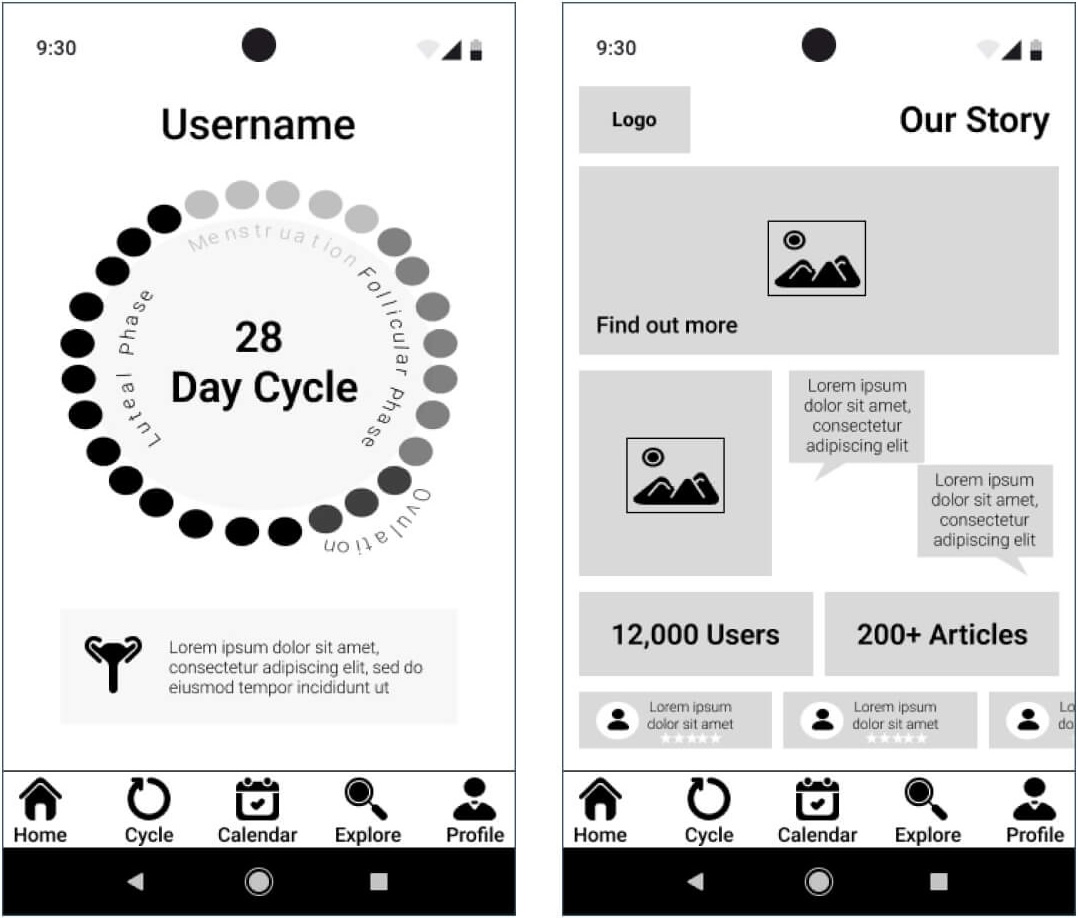 9:30
Username
Menstruation
Follicular Phase
Ovulation
Luteal Phase
28
Day Cycle
Lorem ipsum dolor sit amet,
consectetur adipiscing elit, sed do
eiusmod tempor incididunt ut
Home
Cycle
Calendar
Explore
Profile
9:30
Logo
Our Story
Find out more
Lorem ipsum
dolor sit amet,
consectetur
adipiscing elit
Lorem ipsum
dolor sit amet,
consectetur
adipiscing elit
12,000 Users
200+ Articles
Lorem ipsum
dolor sit amet
Lorem ipsum
dolor sit amet
Lo
do
Home
Cycle
Calendar
Explore
Profile